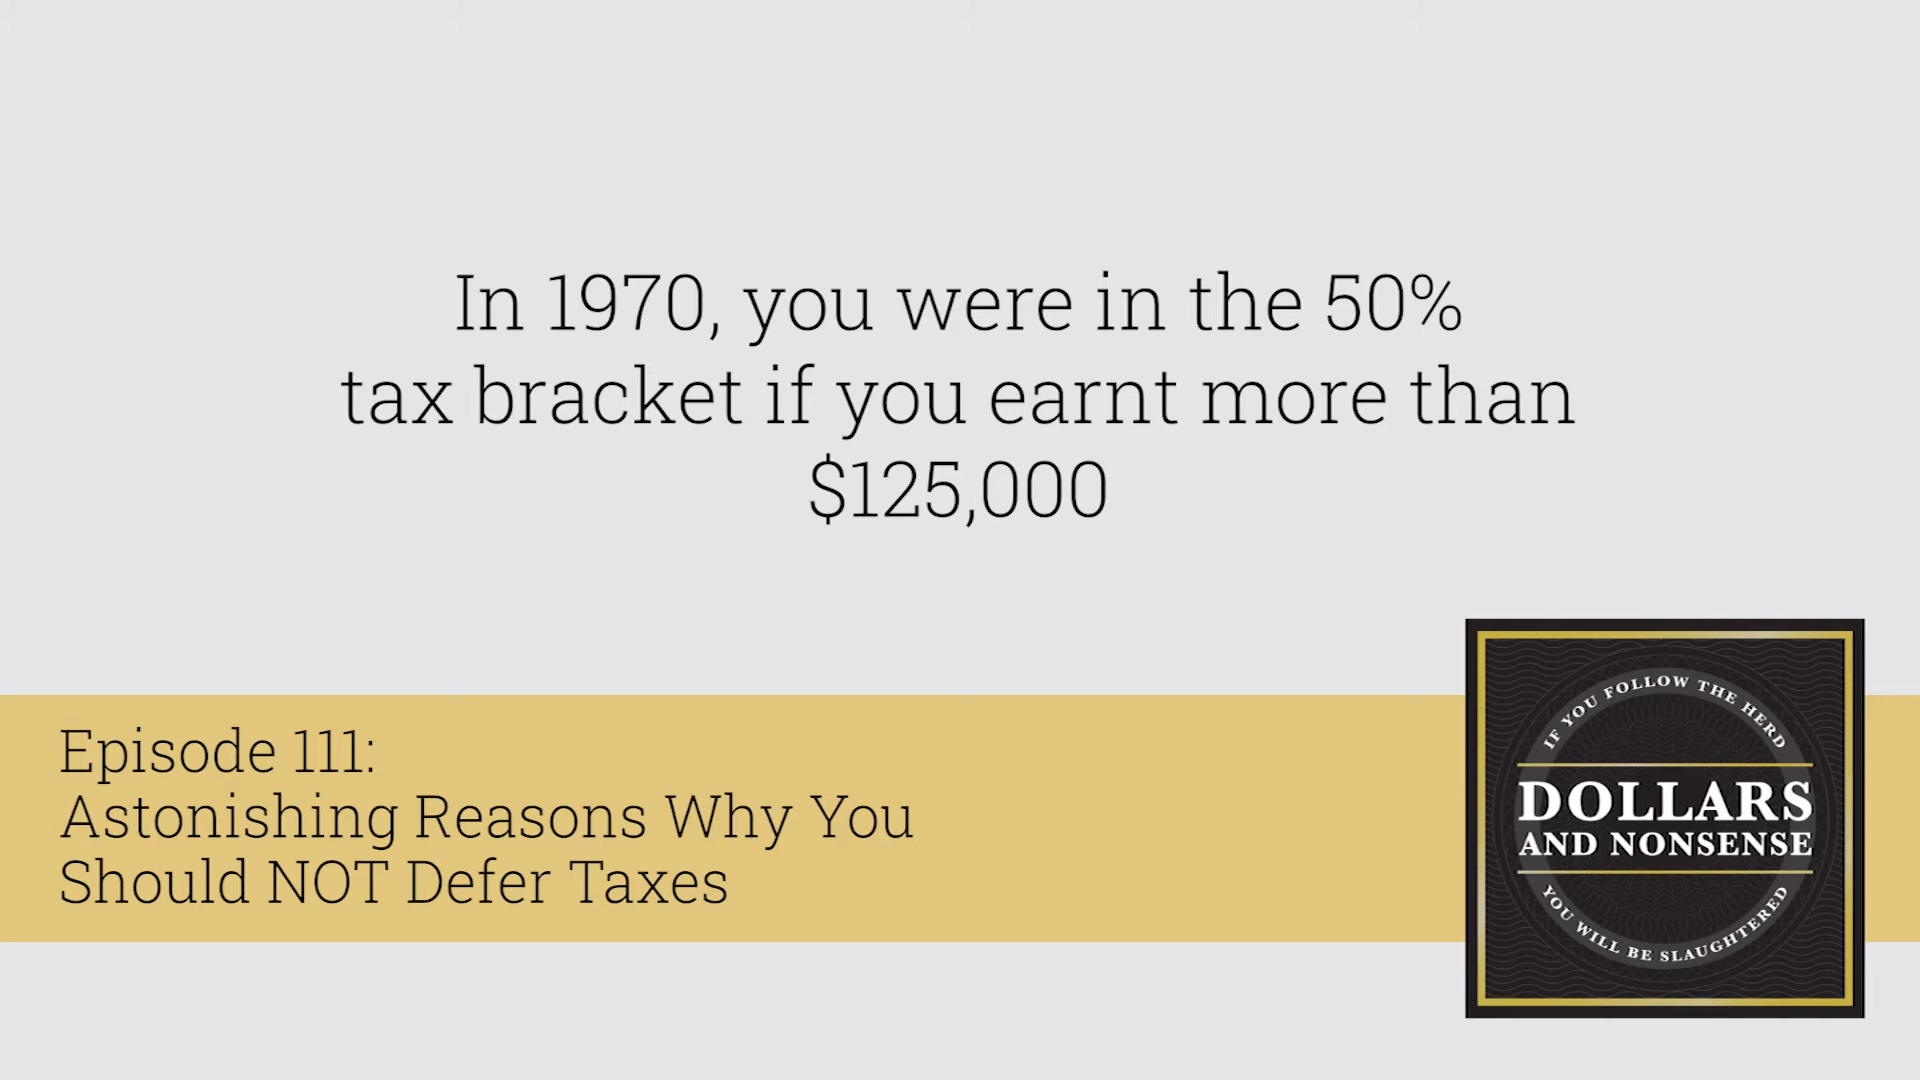 In 1970, you were in the 50%
tax bracket if you earnt more than
$125,000
Episode 111:
Astonishing Reasons Why You
Should NOT Defer Taxes
IF YOU FOLLOW THE HERD
DOLLARS
AND NONSENSE
YOU WILL BE SLAUGHTERED